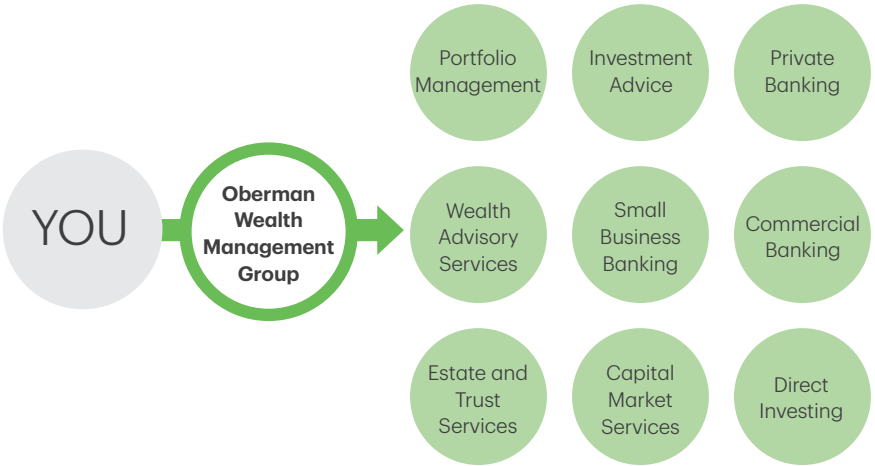 YOU
Oberman
Wealth
Management
Group
Portfolio
Management
Investment
Advice
Private
Banking
Wealth
Advisory
Services
Small
Business
Banking
Commercial
Banking
Estate and
Trust
Services
Capital
Market
Services
Direct
Investing